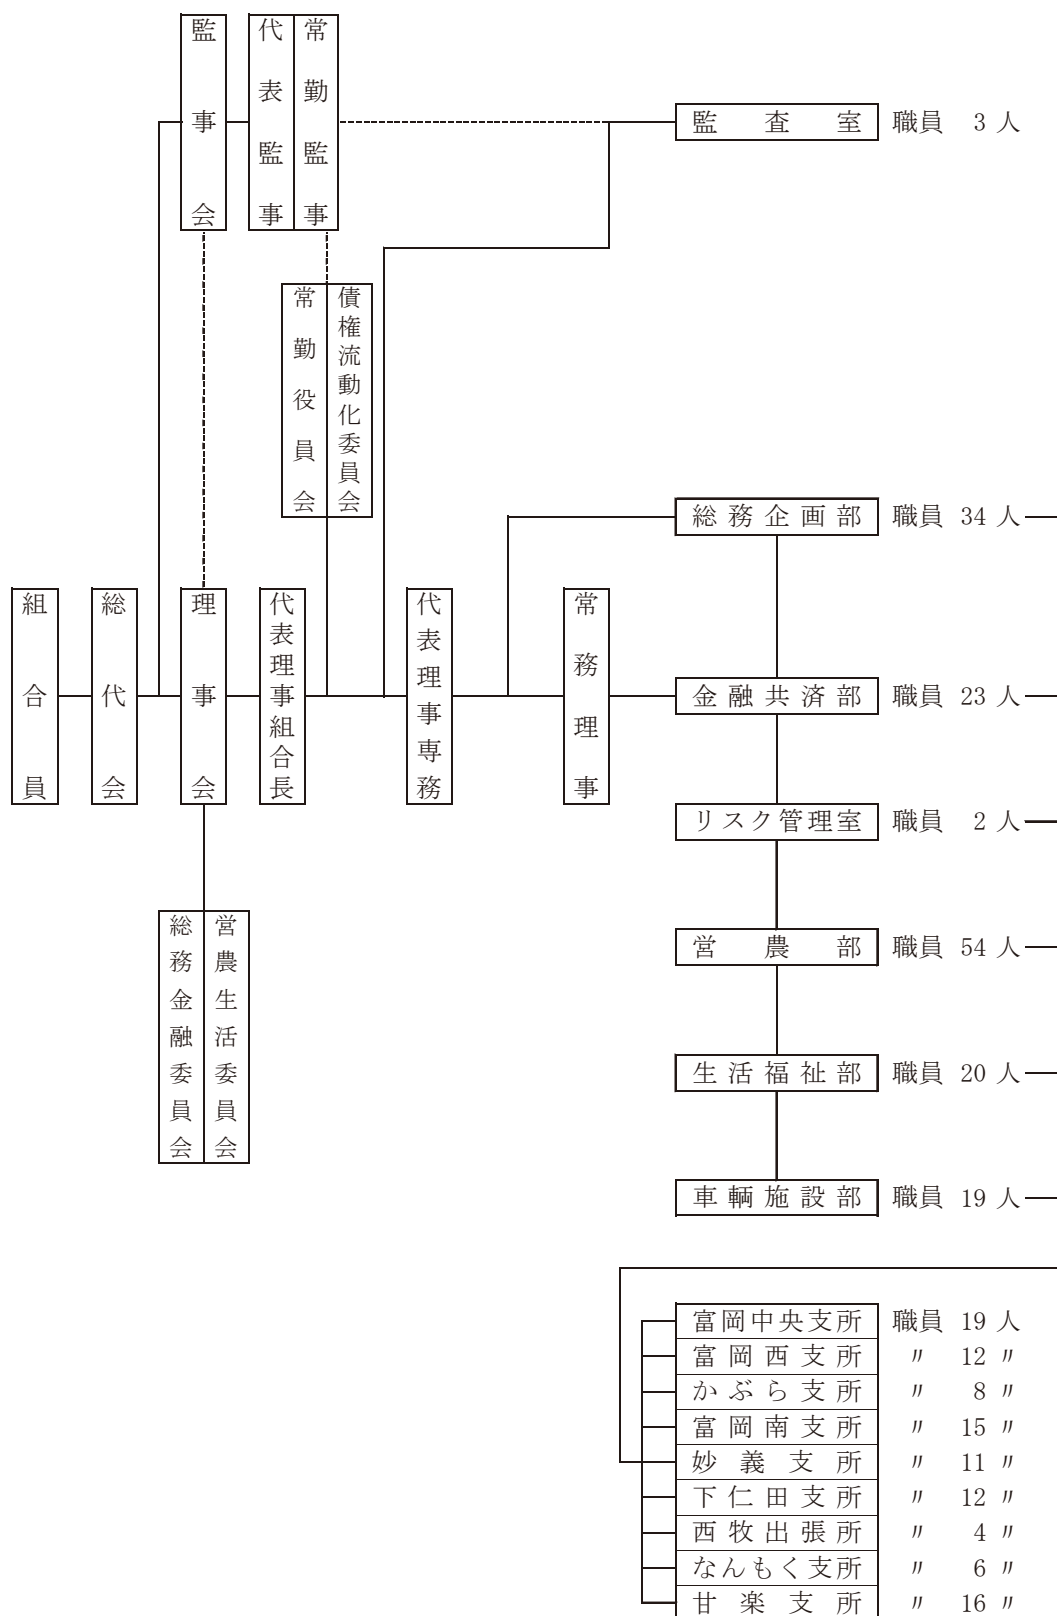 監事会
代表監事
常勤監事
監査室 職員 3人
常勤役員会
債権流動化委員会
総務企画部 職員 34人
組合員
総代会
理事会
代表理事組合長
代表理事専務
常務理事
金融共済部 職員 23人
リスク管理室 職員 2人
総務金融委員会
営農生活委員会
営農部 職員 54人
生活福祉部 職員 20人
車輌施設部 職員 19人
富岡中央支所 職員 19人
富岡西支所 〃 12 〃
かぶら支所 〃 8 〃
富岡南支所 〃 15 〃
妙義支所 〃 11 〃
下仁田支所 〃 12 〃
西牧出張所 〃 4 〃
なんもく支所 〃 6 〃
甘楽支所 〃 16 〃